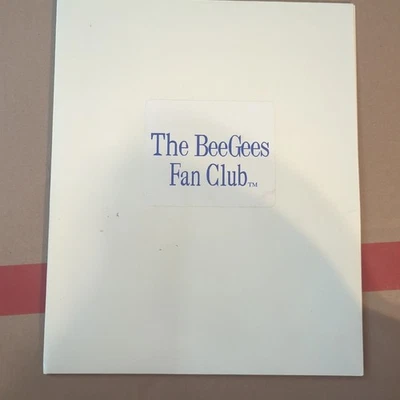 The BeeGees
Fan Club™